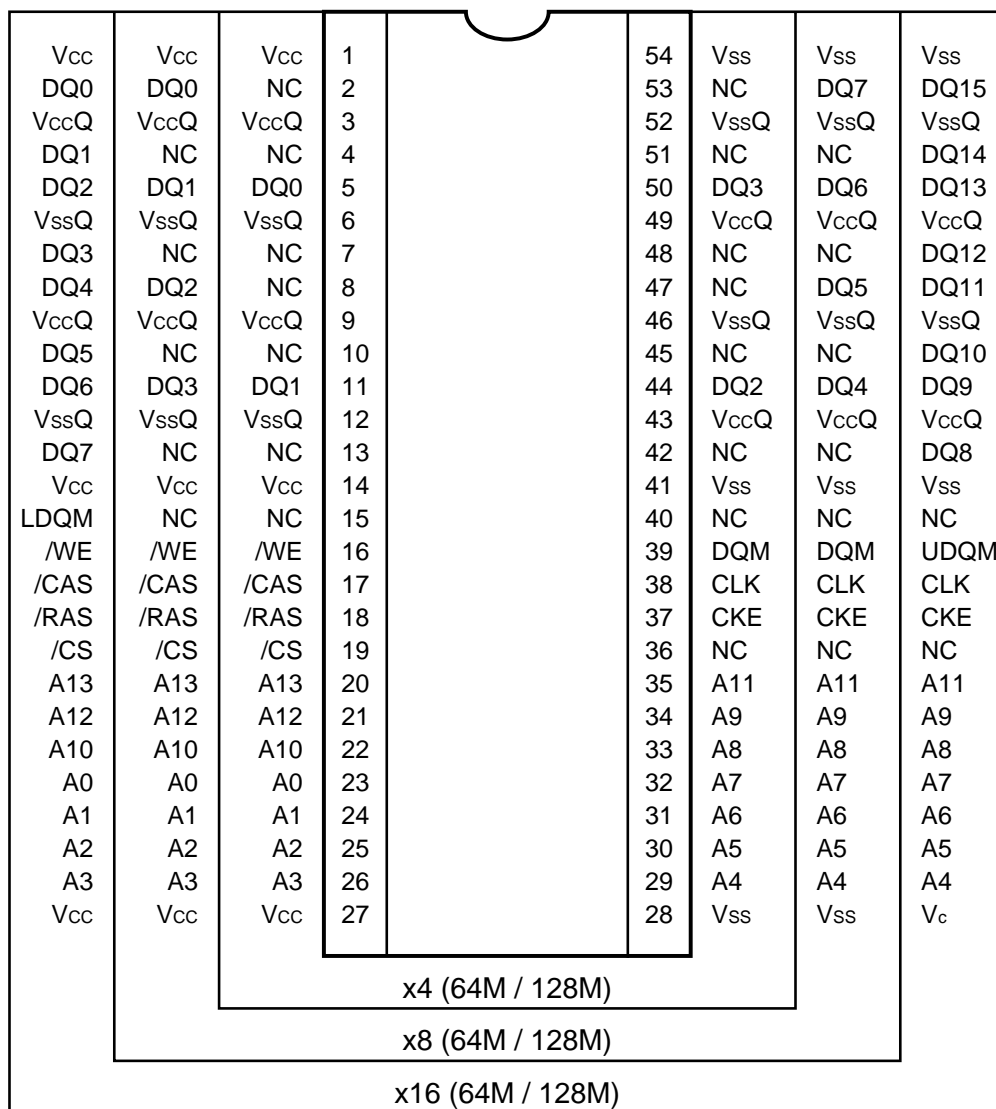 Vcc Vcc Vcc 1 54 Vss Vss Vss
DQ0 DQ0 NC 2 53 NC DQ7 DQ15
VccQ VccQ VccQ 3 52 VssQ VssQ VssQ
DQ1 NC NC 4 51 NC NC DQ14
DQ2 DQ1 DQ0 5 50 DQ3 DQ6 DQ13
VssQ VssQ VssQ 6 49 VccQ VccQ VccQ
DQ3 NC NC 7 48 NC NC DQ12
DQ4 DQ2 NC 8 47 NC DQ5 DQ11
VccQ VccQ VccQ 9 46 VssQ VssQ VssQ
DQ5 NC NC 10 45 NC NC DQ10
DQ6 DQ3 DQ1 11 44 DQ2 DQ4 DQ9
VssQ VssQ VssQ 12 43 VccQ VccQ VccQ
DQ7 NC NC 13 42 NC NC DQ8
Vcc Vcc Vcc 14 41 Vss Vss Vss
LDQM NC NC 15 40 NC NC NC
/WE /WE /WE 16 39 DQM DQM UDQM
/CAS /CAS /CAS 17 38 CLK CLK CLK
/RAS /RAS /RAS 18 37 CKE CKE CKE
/CS /CS /CS 19 36 NC NC NC
A13 A13 A13 20 35 A11 A11 A11
A12 A12 A12 21 34 A9 A9 A9
A10 A10 A10 22 33 A8 A8 A8
A0 A0 A0 23 32 A7 A7 A7
A1 A1 A1 24 31 A6 A6 A6
A2 A2 A2 25 30 A5 A5 A5
A3 A3 A3 26 29 A4 A4 A4
Vcc Vcc Vcc 27 28 Vss Vss Vc
x4 (64M / 128M)
x8 (64M / 128M)
x16 (64M / 128M)